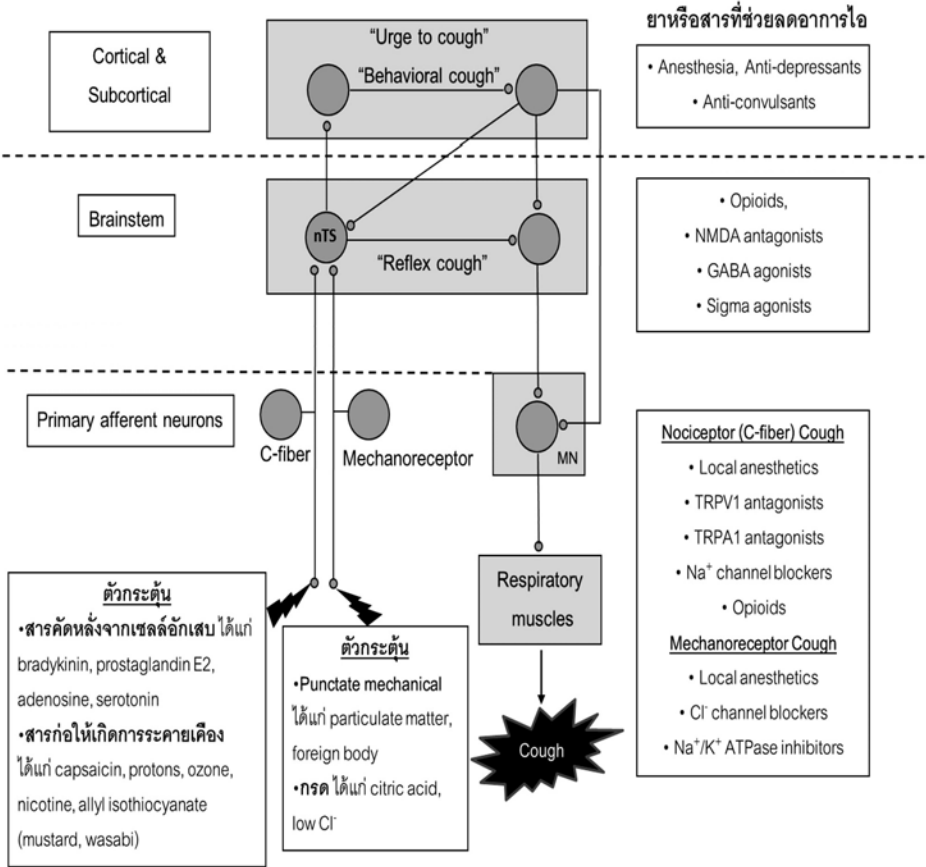 ยาหรือสารที่ช่วยลดอาการไอ
Cortical &
Subcortical
“Urge to cough”
“Behavioral cough”
• Anesthesia, Anti-depressants
• Anti-convulsants
Brainstem
nTS
“Reflex cough”
• Opioids,
• NMDA antagonists
• GABA agonists
• Sigma agonists
Primary afferent neurons
C-fiber
Mechanoreceptor
MN
Nociceptor (C-fiber) Cough
• Local anesthetics
• TRPV1 antagonists
• TRPA1 antagonists
• Na⁺ channel blockers
• Opioids
Mechanoreceptor Cough
• Local anesthetics
• Cl⁻ channel blockers
• Na⁺/K⁺ ATPase inhibitors
ตัวกระตุ้น
•สารคัดหลั่งจากเซลล์อักเสบ ได้แก่
bradykinin, prostaglandin E2,
adenosine, serotonin
•สารก่อให้เกิดการระคายเคือง
ได้แก่ capsaicin, protons, ozone,
nicotine, allyl isothiocyanate
(mustard, wasabi)
ตัวกระตุ้น
•Punctate mechanical
ได้แก่ particulate matter,
foreign body
•กรด ได้แก่ citric acid,
low Cl⁻
Respiratory
muscles
Cough